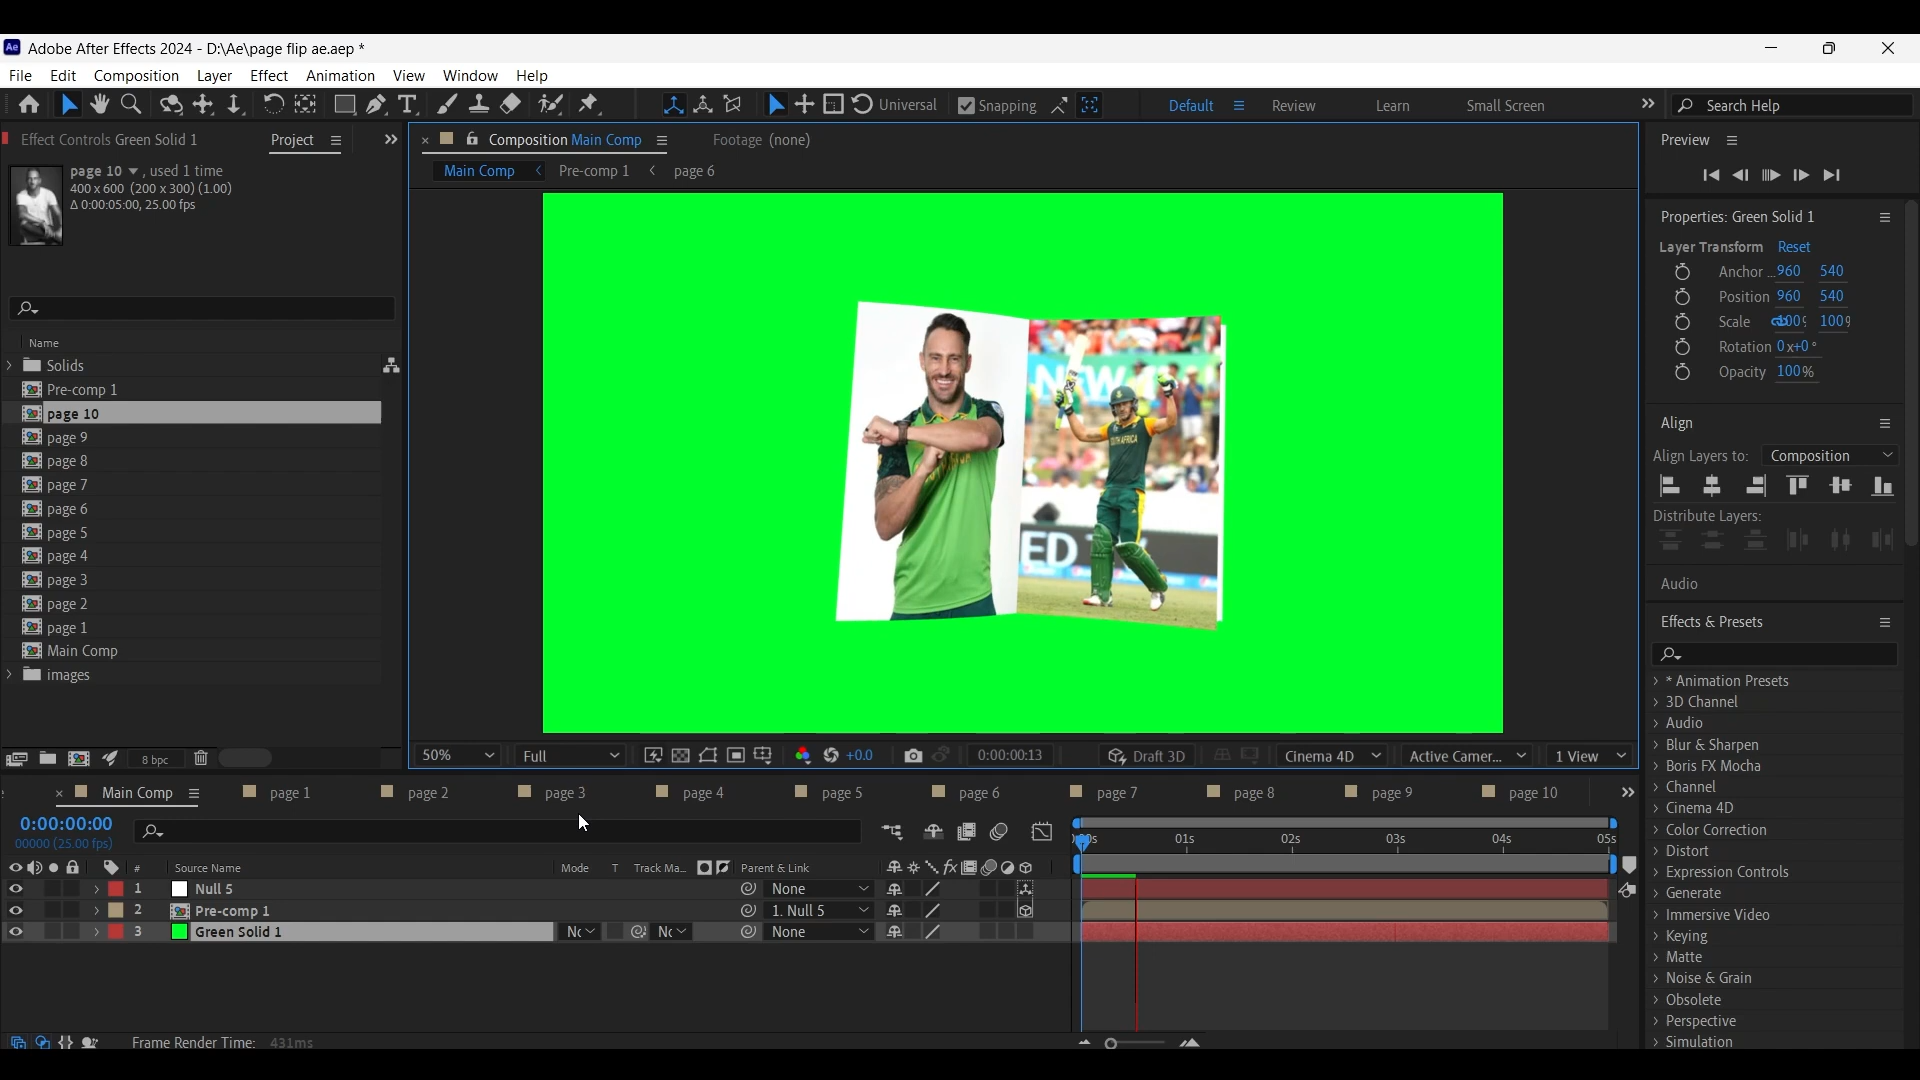 Ae Adobe After Effects 2024 - D:\Ae\page flip ae.aep *
File Edit Composition Layer Effect Animation View Window Help
Universal Snapping Default Review Learn Small Screen Search Help
Effect Controls Green Solid 1 Project
page 10 , used 1 time
400 x 600 (200 x 300) (1.00)
Δ 0:00:05:00, 25.00 fps
Name
Solids
Pre-comp 1
page 10
page 9
page 8
page 7
page 6
page 5
page 4
page 3
page 2
page 1
Main Comp
images
8 bpc
Composition Main Comp Footage (none)
Main Comp Pre-comp 1 page 6
SOUTH AFRICA
50% Full +0.0 0:00:00:13 Draft 3D Cinema 4D Active Camer... 1 View
Preview
Properties: Green Solid 1
Layer Transform Reset
Anchor ... 960 540
Position 960 540
Scale 100% 100%
Rotation 0x+0°
Opacity 100%
Align
Align Layers to: Composition
Distribute Layers:
Audio
Effects & Presets
* Animation Presets
3D Channel
Audio
Blur & Sharpen
Boris FX Mocha
Channel
Cinema 4D
Color Correction
Distort
Expression Controls
Generate
Immersive Video
Keying
Matte
Noise & Grain
Obsolete
Perspective
Simulation
Main Comp page 1 page 2 page 3 page 4 page 5 page 6 page 7 page 8 page 9 page 10
0:00:00:00
00000 (25.00 fps)
01s 02s 03s 04s 05s
# Source Name Mode T Track Ma... Parent & Link
1 Null 5 None
2 Pre-comp 1 1. Null 5
3 Green Solid 1 None
Frame Render Time: 431ms